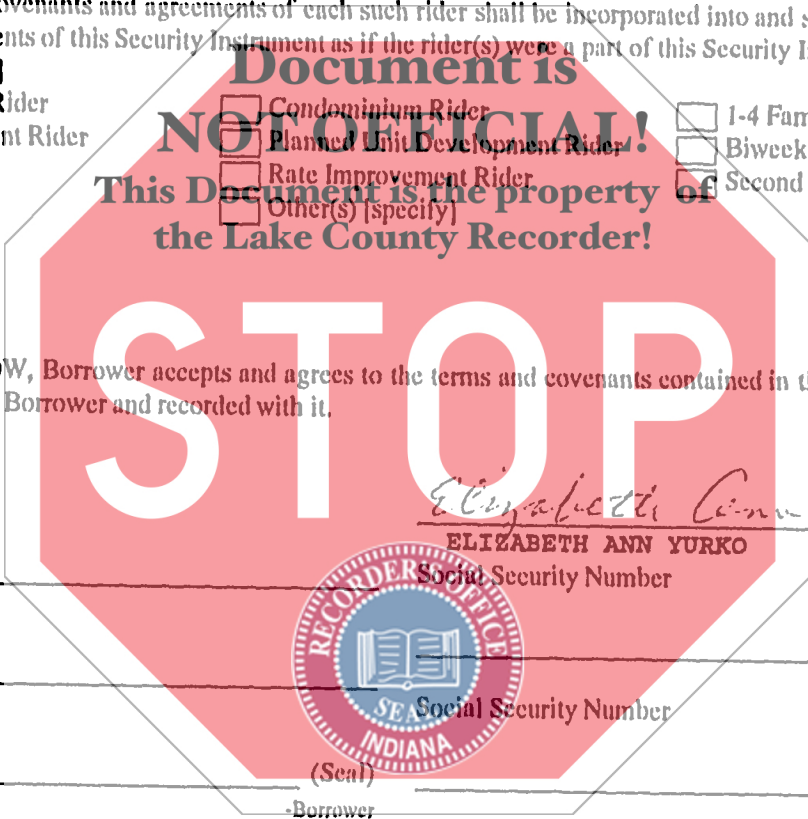 ovenants and agreements of each such rider shall be incorporated into and
ents of this Security Instrument as if the rider(s) were a part of this Security
Document is
NOT OFFICIAL!
This Document is the property of
the Lake County Recorder!
Rider
nt Rider
Condominium Rider
Planned Unit Development Rider
Rate Improvement Rider
Other(s) [specify]
1-4 Fam
Biweek
Second
STOP
OW, Borrower accepts and agrees to the terms and covenants contained in
Borrower and recorded with it.
Elizabeth Ann
ELIZABETH ANN YURKO
Social Security Number
RECORDER'S OFFICE
SEAL
INDIANA
Social Security Number
(Seal)
-Borrower